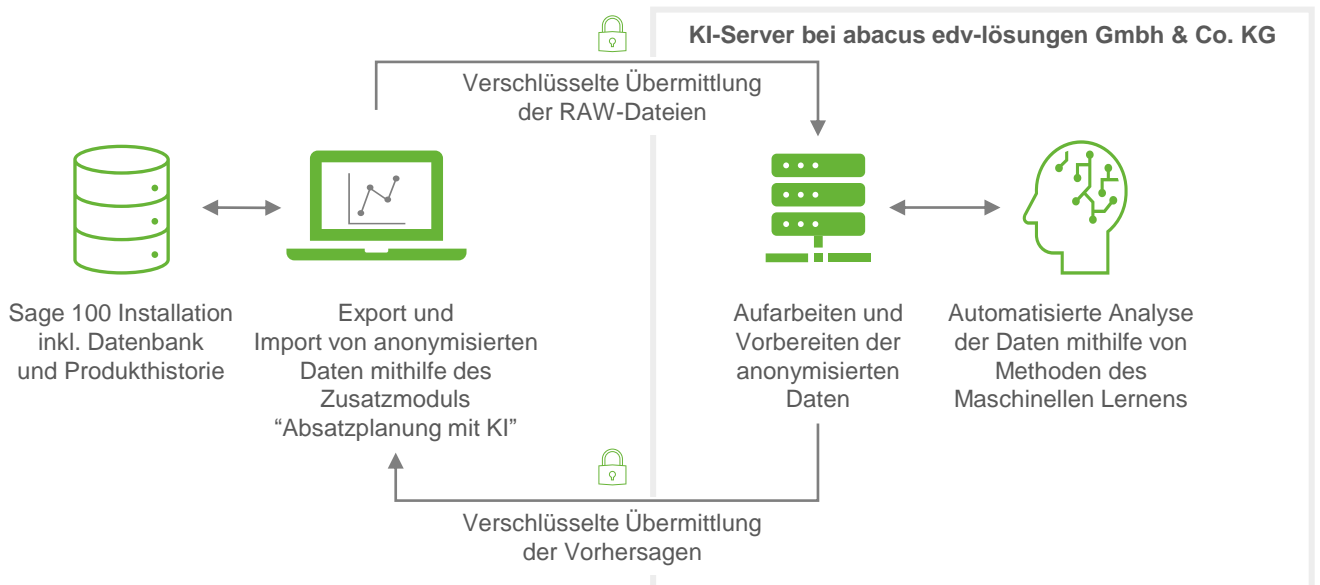 KI-Server bei abacus edv-lösungen Gmbh & Co. KG
Verschlüsselte Übermittlung
der RAW-Dateien
Sage 100 Installation
inkl. Datenbank
und Produkthistorie
Export und
Import von anonymisierten
Daten mithilfe des
Zusatzmoduls
“Absatzplanung mit KI”
Aufarbeiten und
Vorbereiten der
anonymisierten
Daten
Automatisierte Analyse
der Daten mithilfe von
Methoden des
Maschinellen Lernens
Verschlüsselte Übermittlung
der Vorhersagen